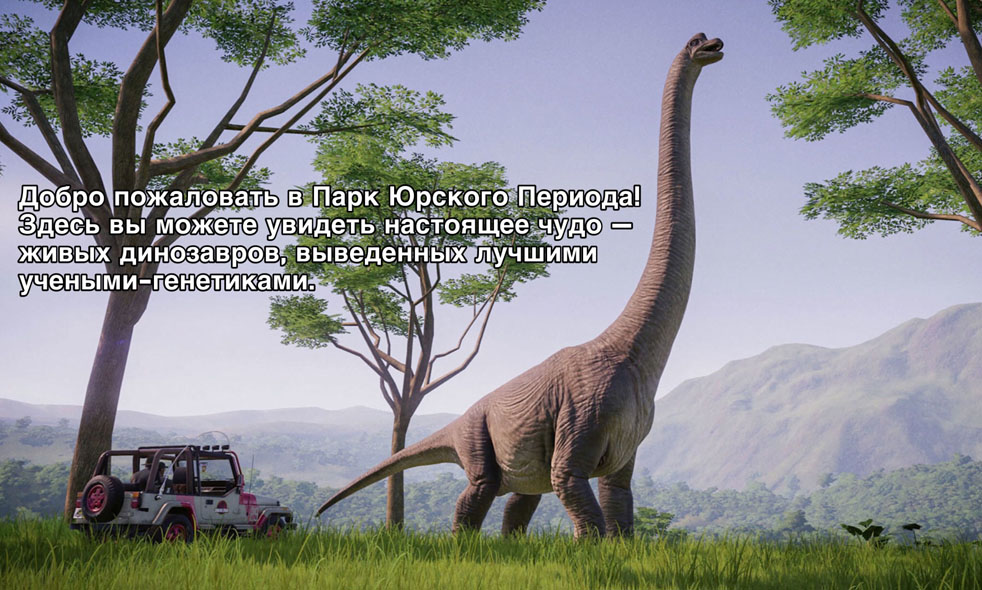 Добро пожаловать в Парк Юрского Периода!
Здесь вы можете увидеть настоящее чудо –
живых динозавров, выведенных лучшими
учеными-генетиками.